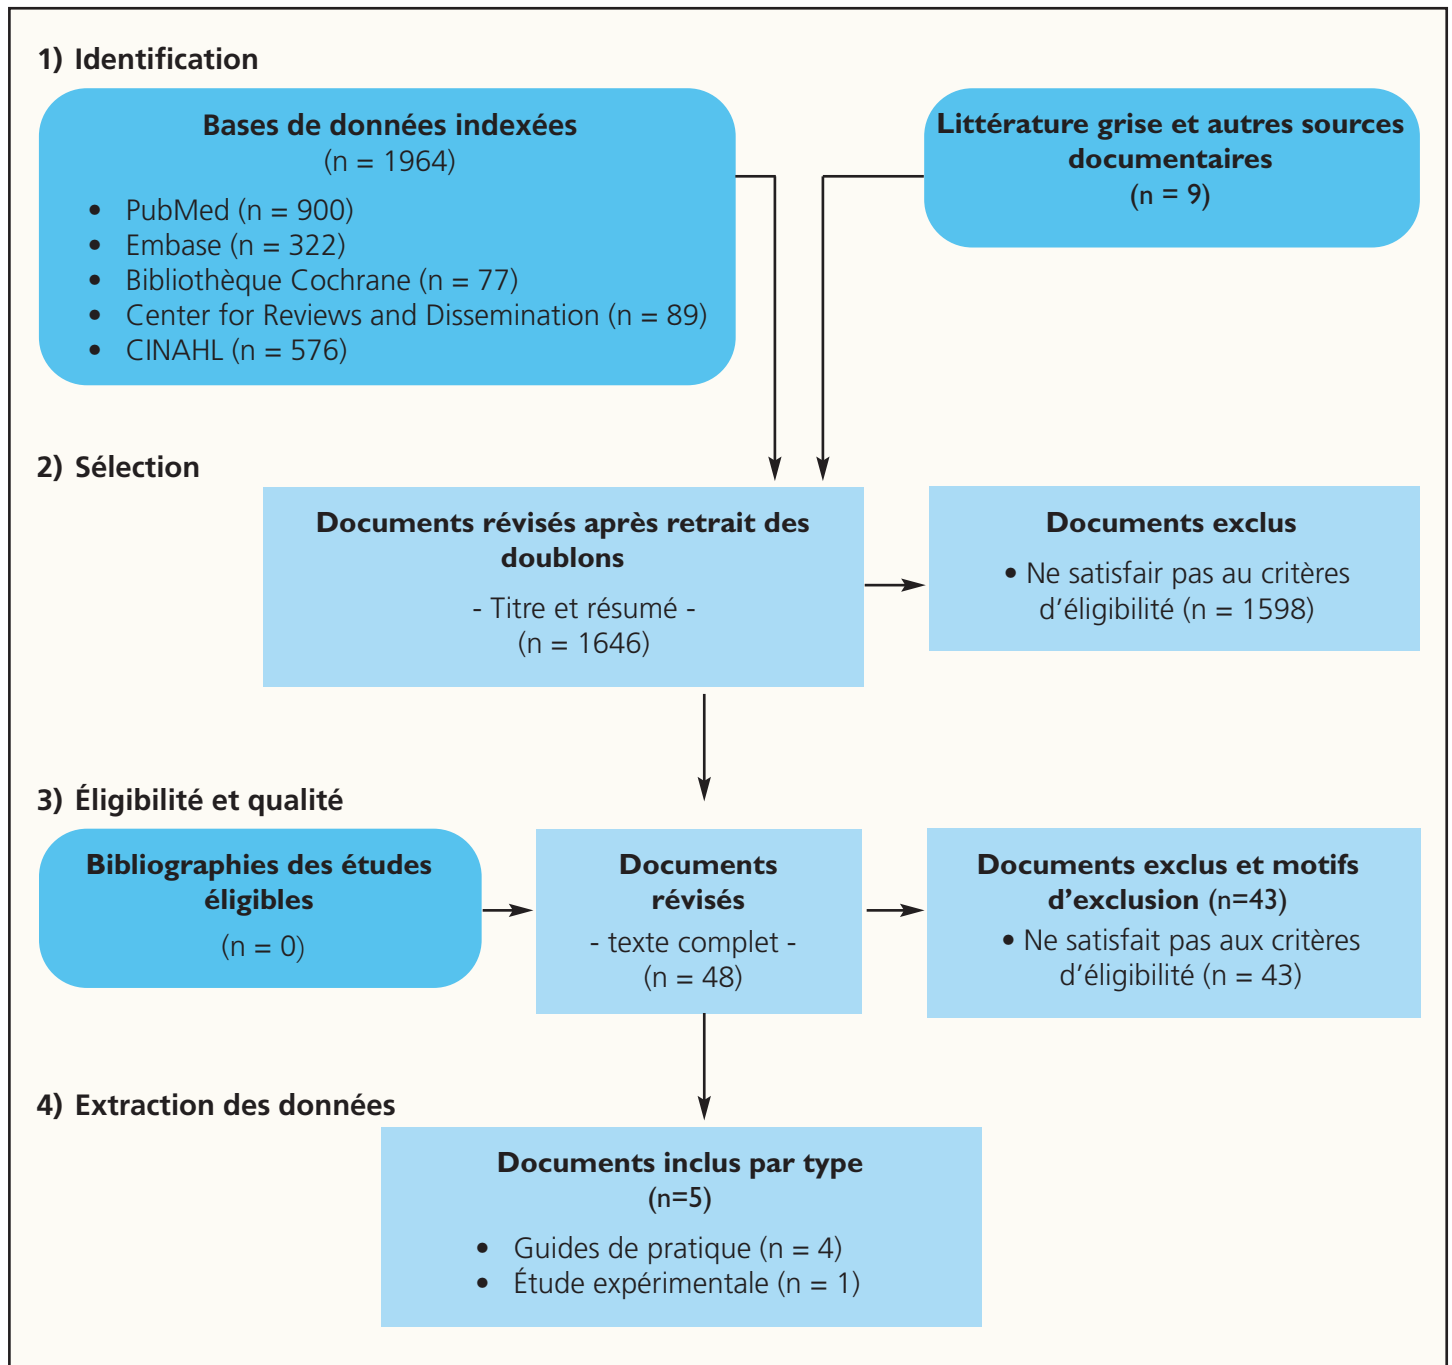 1) Identification
Bases de données indexées
(n = 1964)
• PubMed (n = 900)
• Embase (n = 322)
• Bibliothèque Cochrane (n = 77)
• Center for Reviews and Dissemination (n = 89)
• CINAHL (n = 576)
Littérature grise et autres sources
documentaires
(n = 9)
2) Sélection
Documents révisés après retrait des
doublons
- Titre et résumé -
(n = 1646)
Documents exclus
• Ne satisfair pas au critères
d'éligibilité (n = 1598)
3) Éligibilité et qualité
Bibliographies des études
éligibles
(n = 0)
Documents
révisés
- texte complet -
(n = 48)
Documents exclus et motifs
d'exclusion (n=43)
• Ne satisfait pas aux critères
d'éligibilité (n = 43)
4) Extraction des données
Documents inclus par type
(n=5)
• Guides de pratique (n = 4)
• Étude expérimentale (n = 1)